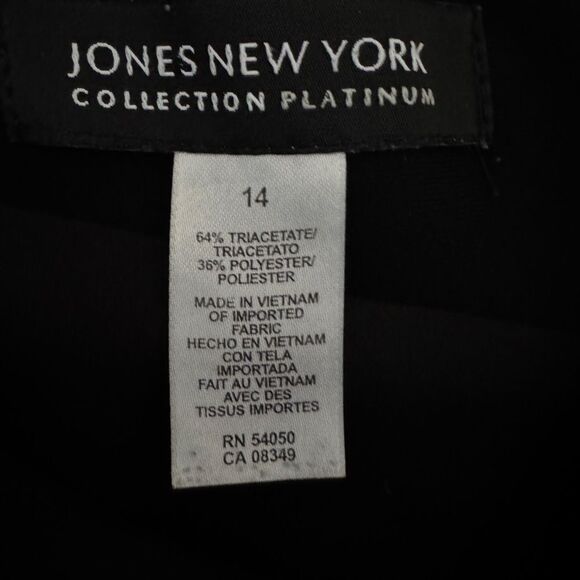 JONES NEW YORK
COLLECTION PLATINUM
14
64% TRIACETATE/
TRIACETATO
36% POLYESTER/
POLIESTER
MADE IN VIETNAM
OF IMPORTED
FABRIC
HECHO EN VIETNAM
CON TELA
IMPORTADA
FAIT AU VIETNAM
AVEC DES
TISSUS IMPORTES
RN 54050
CA 08349